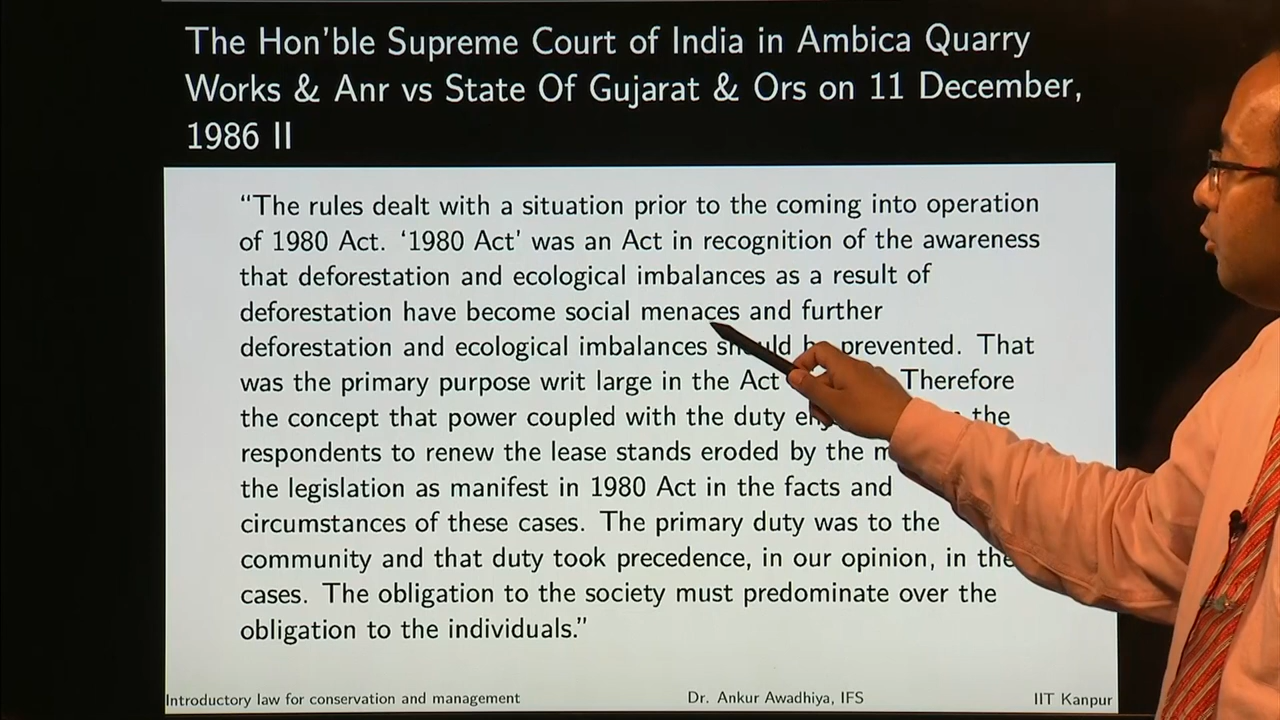 The Hon'ble Supreme Court of India in Ambica Quarry
Works & Anr vs State Of Gujarat & Ors on 11 December,
1986 II
“The rules dealt with a situation prior to the coming into operation
of 1980 Act. ‘1980 Act’ was an Act in recognition of the awareness
that deforestation and ecological imbalances as a result of
deforestation have become social menaces and further
deforestation and ecological imbalances should be prevented. That
was the primary purpose writ large in the Act Therefore
the concept that power coupled with the duty the
respondents to renew the lease stands eroded by the
the legislation as manifest in 1980 Act in the facts and
circumstances of these cases. The primary duty was to the
community and that duty took precedence, in our opinion, in
cases. The obligation to the society must predominate over the
obligation to the individuals.”
Introductory law for conservation and management
Dr. Ankur Awadhiya, IFS
IIT Kanpur